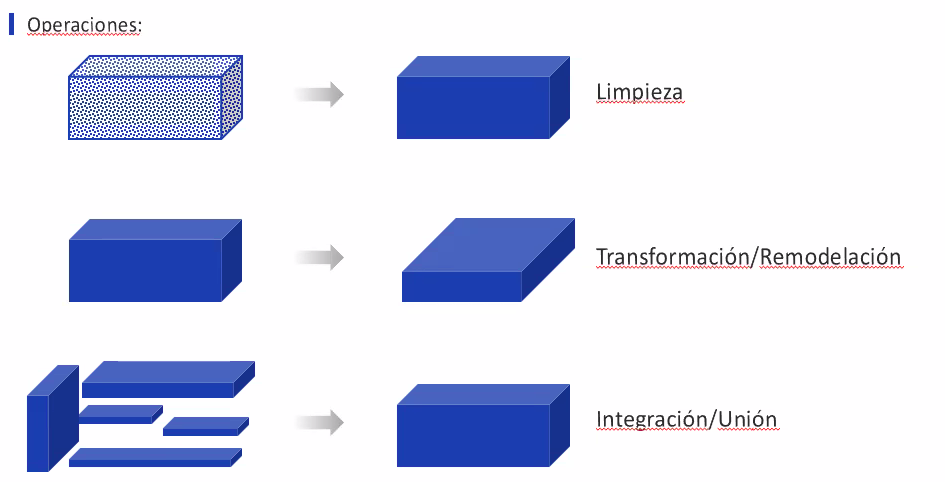 Operaciones:
Limpieza
Transformación/Remodelación
Integración/Unión